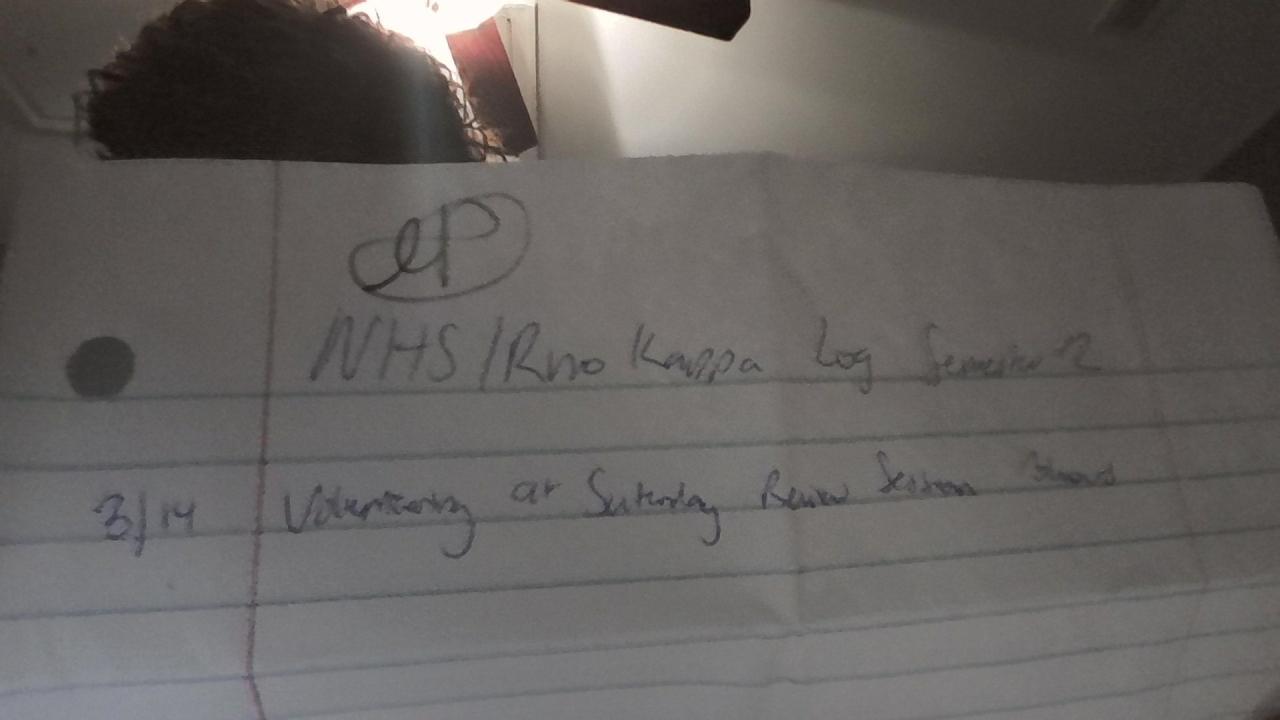 NHS/Rho Kappa Log Semester 2
3/14 Volunteering at Saturday Review Session